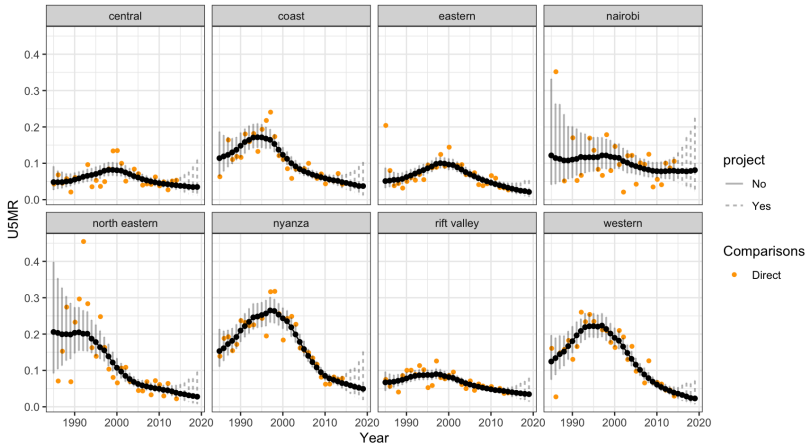 central coast eastern nairobi
0.4
0.3
0.2
0.1
0.0
north eastern nyanza rift valley western
0.4
0.3
0.2
0.1
0.0
1990 2000 2010 2020 1990 2000 2010 2020 1990 2000 2010 2020 1990 2000 2010 2020
U5MR
Year
project
No
Yes
Comparisons
Direct